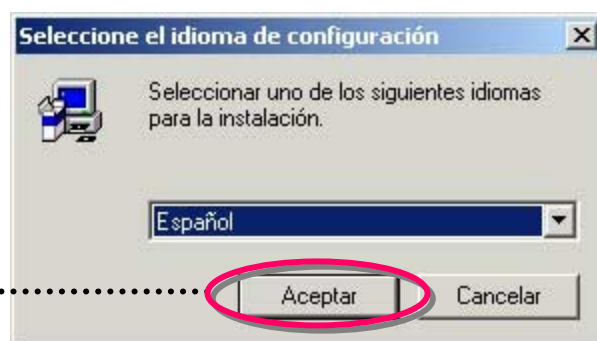 Seleccione el idioma de configuración
Seleccionar uno de los siguientes idiomas
para la instalación.
Español
Aceptar
Cancelar